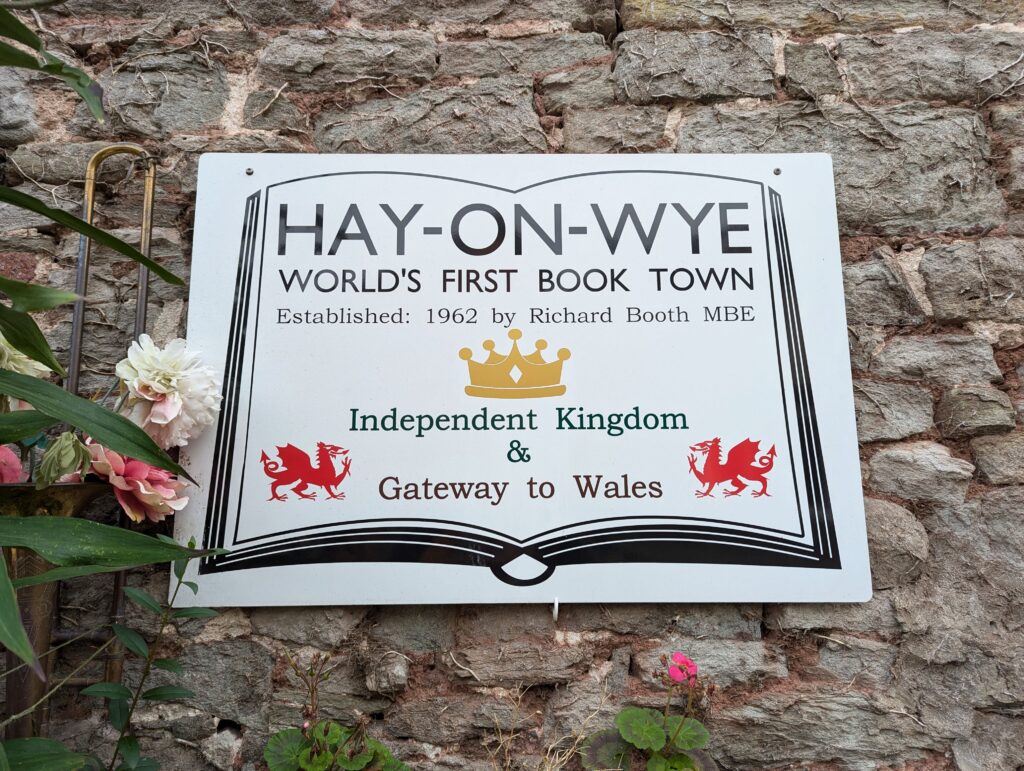 HAY-ON-WYE
WORLD'S FIRST BOOK TOWN
Established: 1962 by Richard Booth MBE
Independent Kingdom
&
Gateway to Wales